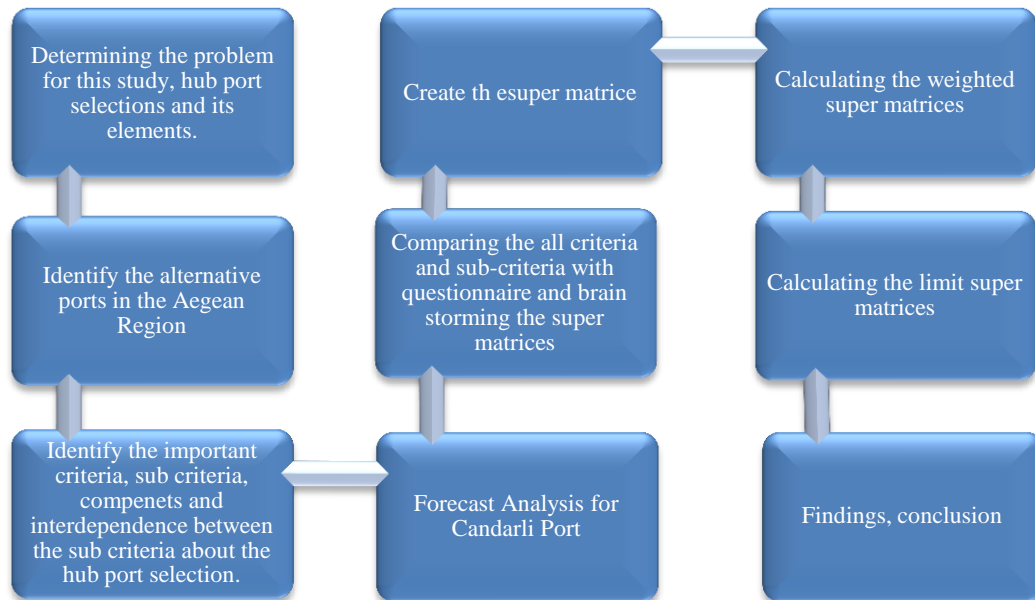 Determining the problem
for this study, hub port
selections and its
elements.
Identify the alternative
ports in the Aegean
Region
Identify the important
criteria, sub criteria,
compenets and
interdependence between
the sub criteria about the
hub port selection.
Forecast Analysis for
Candarli Port
Comparing the all criteria
and sub-criteria with
questionnaire and brain
storming the super
matrices
Create th esuper matrice
Calculating the weighted
super matrices
Calculating the limit super
matrices
Findings, conclusion